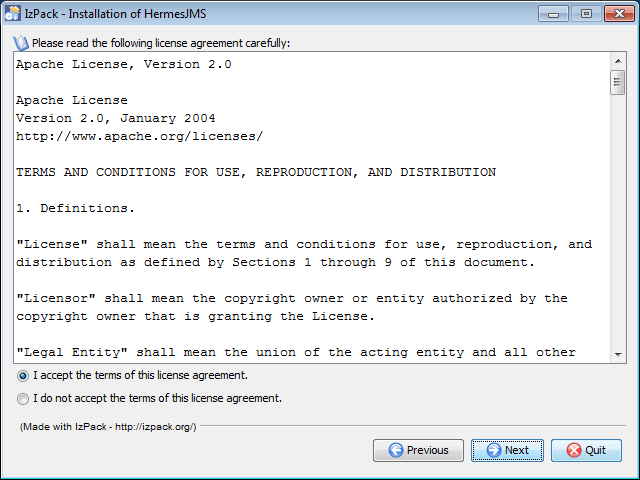 IzPack - Installation of HermesJMS
Please read the following license agreement carefully:
Apache License, Version 2.0
Apache License
Version 2.0, January 2004
http://www.apache.org/licenses/
TERMS AND CONDITIONS FOR USE, REPRODUCTION, AND DISTRIBUTION
1. Definitions.
"License" shall mean the terms and conditions for use, reproduction, and
distribution as defined by Sections 1 through 9 of this document.
"Licensor" shall mean the copyright owner or entity authorized by the
copyright owner that is granting the License.
"Legal Entity" shall mean the union of the acting entity and all other
I accept the terms of this license agreement.
I do not accept the terms of this license agreement.
(Made with IzPack - http://izpack.org/)
Previous Next Quit